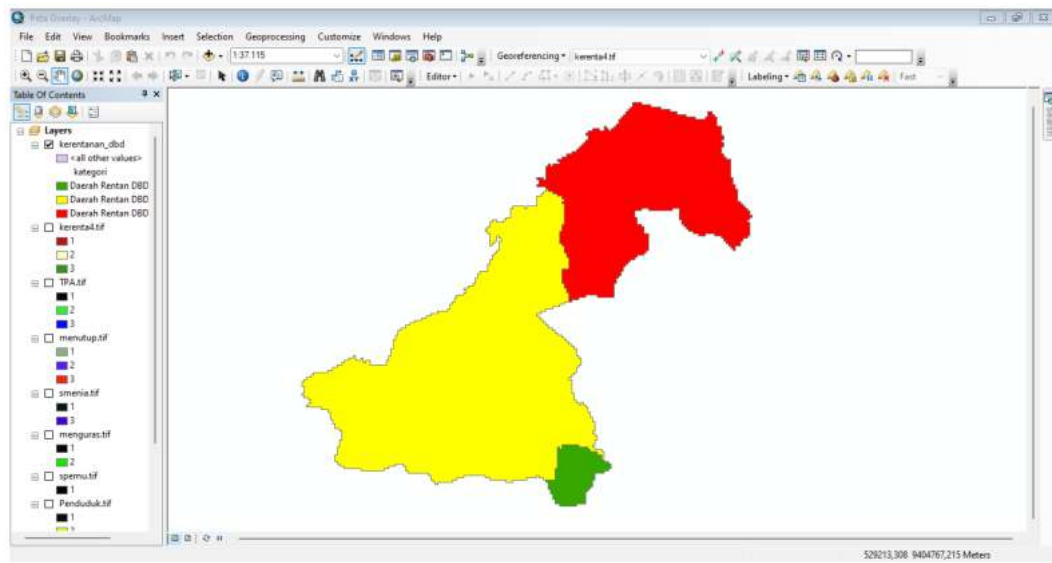 Peta Overlay - ArcMap
File Edit View Bookmarks Insert Selection Geoprocessing Customize Windows Help
1:37.115 Georeferencing kerenta4.tif
Editor Labeling Fast
Table Of Contents
Layers
kerentanan_dbd
<all other values>
kategori
Daerah Rentan DBD
Daerah Rentan DBD
Daerah Rentan DBD
kerenta4.tif
1
2
3
TPA.tif
1
2
3
menutup.tif
1
2
3
smenia.tif
1
3
menguras.tif
1
2
spemu.tif
1
Penduduk.tif
1
529213,308 9404767,215 Meters